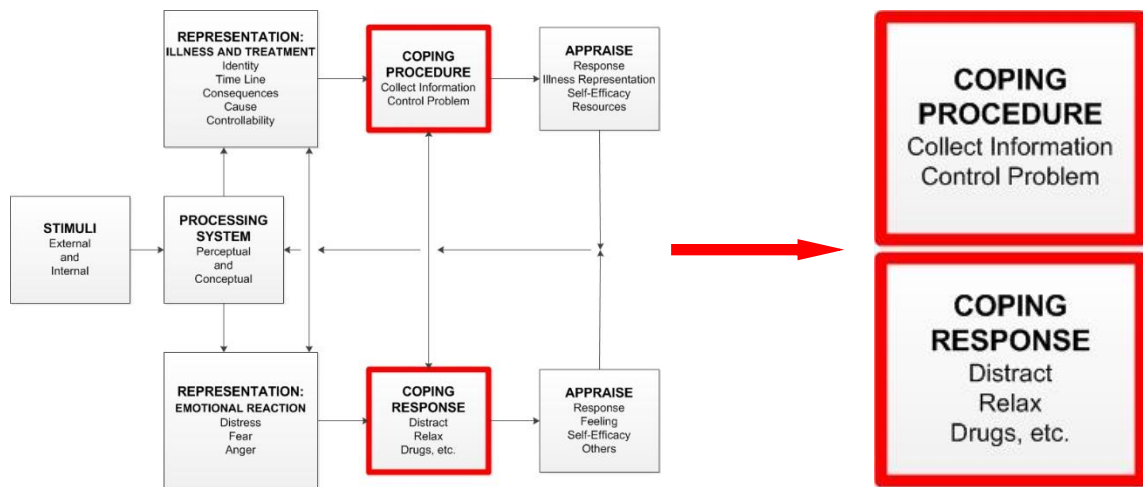 REPRESENTATION:
ILLNESS AND TREATMENT
Identity
Time Line
Consequences
Cause
Controllability
COPING
PROCEDURE
Collect Information
Control Problem
APPRAISE
Response
Illness Representation
Self-Efficacy
Resources
STIMULI
External
and
Internal
PROCESSING
SYSTEM
Perceptual
and
Conceptual
REPRESENTATION:
EMOTIONAL REACTION
Distress
Fear
Anger
COPING
RESPONSE
Distract
Relax
Drugs, etc.
APPRAISE
Response
Feeling
Self-Efficacy
Others
COPING
PROCEDURE
Collect Information
Control Problem
COPING
RESPONSE
Distract
Relax
Drugs, etc.